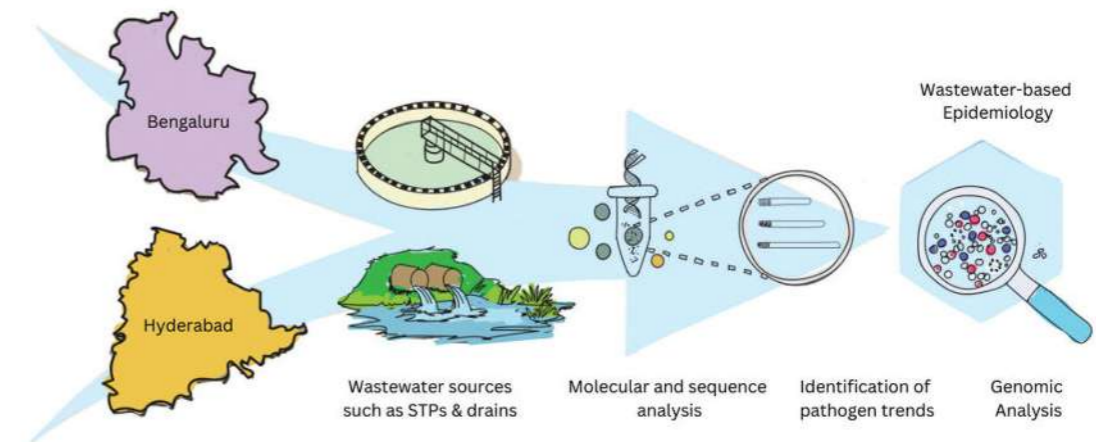 Bengaluru
Hyderabad
Wastewater-based
Epidemiology
Wastewater sources
such as STPs & drains
Molecular and sequence
analysis
Identification of
pathogen trends
Genomic
Analysis